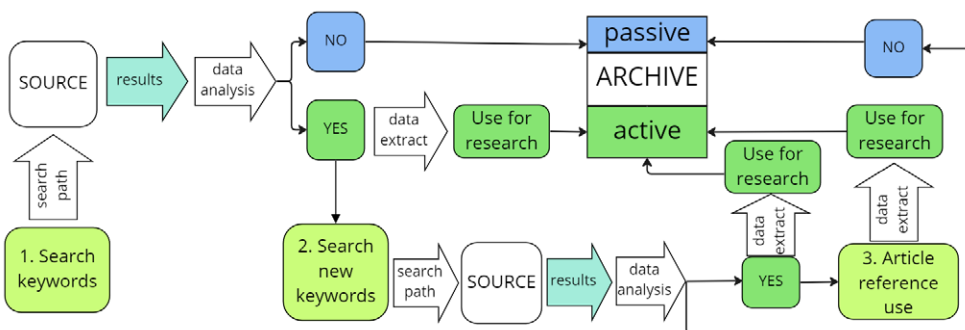 SOURCE
results
data
analysis
NO
YES
data
extract
Use for
research
passive
ARCHIVE
active
NO
Use for
research
Use for
research
search
path
1. Search
keywords
2. Search
new
keywords
search
path
SOURCE
results
data
analysis
YES
data
extract
data
extract
3. Article
reference
use